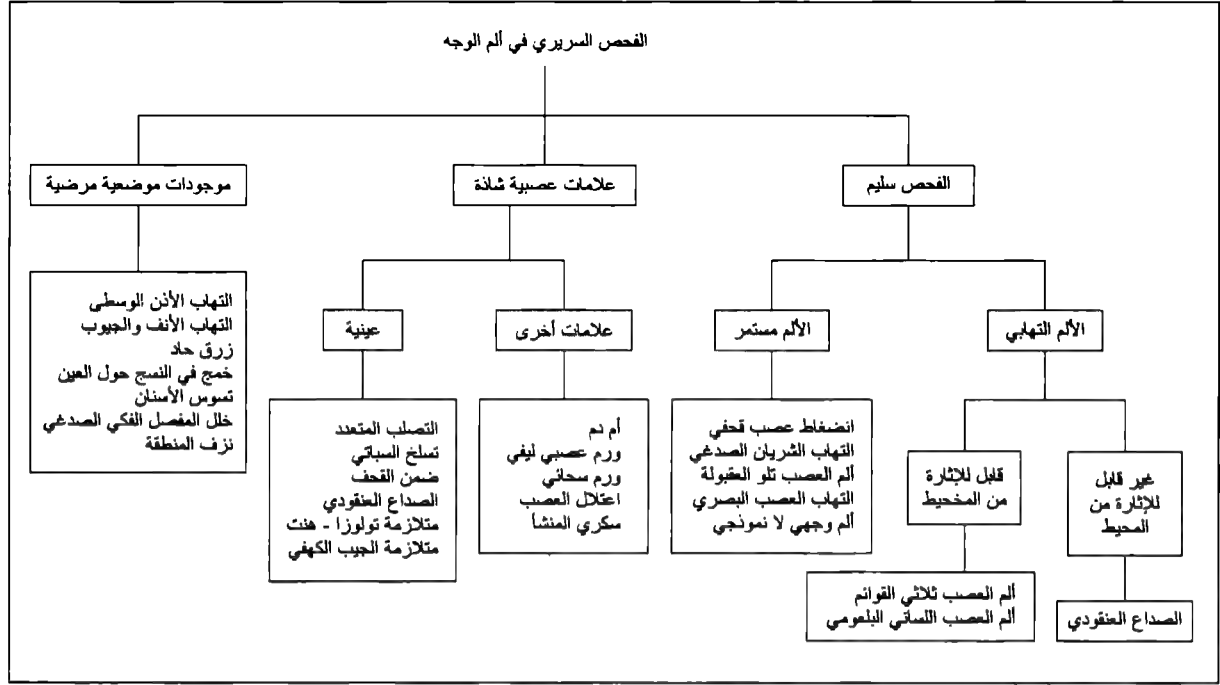 الفحص السريري في ألم الوجه
الفحص سليم
علامات عصبية شاذة
موجودات موضعية مرضية
الألم التهابي
الألم مستمر
علامات أخرى
عينية
التهاب الأذن الوسطى
التهاب الأنف والجيوب
زرق حاد
خمج في النسج حول العين
تسوس الأسنان
خلل المفصل الفكي الصدغي
نزف المنطقة
غير قابل
للإثارة من
المحيط
قابل للإثارة
من المخحيط
انضغاط عصب قحفي
التهاب الشريان الصدغي
ألم العصب تلو العقبولة
التهاب العصب البصري
ألم وجهي لا نموذجي
أم دم
ورم عصبي ليفي
ورم سحائي
اعتلال العصب
سكري المنشأ
التصلب المتعدد
تسلخ السباتي
ضمن القحف
الصداع العنقودي
متلازمة تولوزا - هنت
متلازمة الجيب الكهفي
الصداع العنقودي
ألم العصب ثلاثي القوائم
ألم العصب اللساني البلعومي